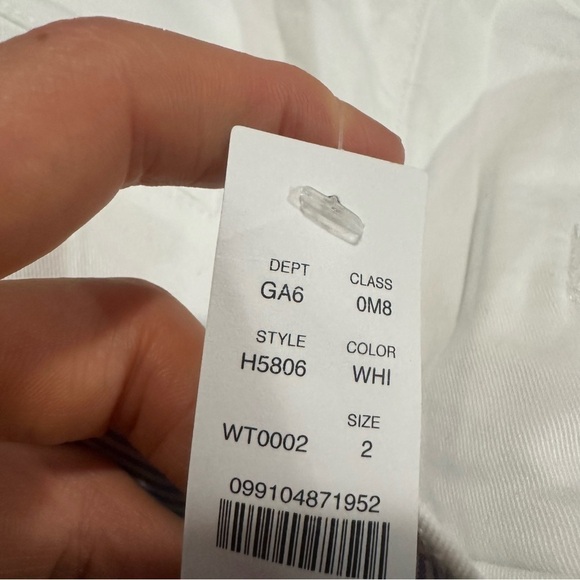 DEPT CLASS
GA6 0M8
STYLE COLOR
H5806 WHI
SIZE
WT0002 2
099104871952